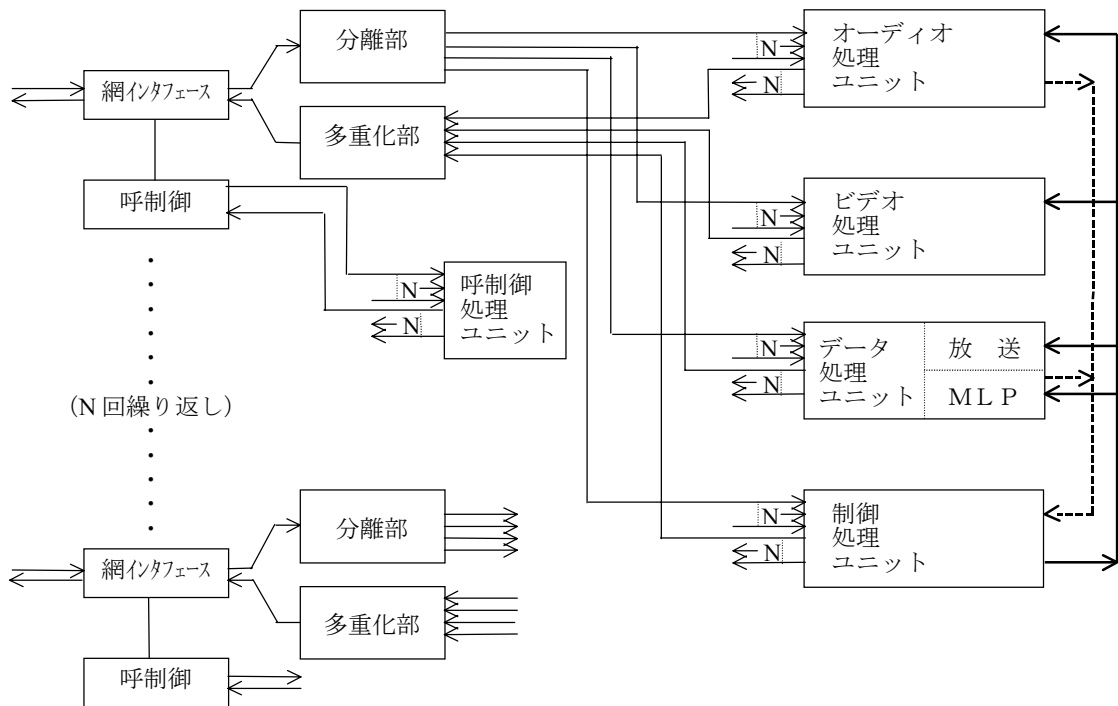 分離部
網インタフェース
多重化部
呼制御
呼制御
処理
ユニット
N
N
(N 回繰り返し)
分離部
網インタフェース
多重化部
呼制御
オーディオ
処理
ユニット
N
N
ビデオ
処理
ユニット
N
N
データ
処理
ユニット
放 送
MLP
N
N
制御
処理
ユニット
N
N